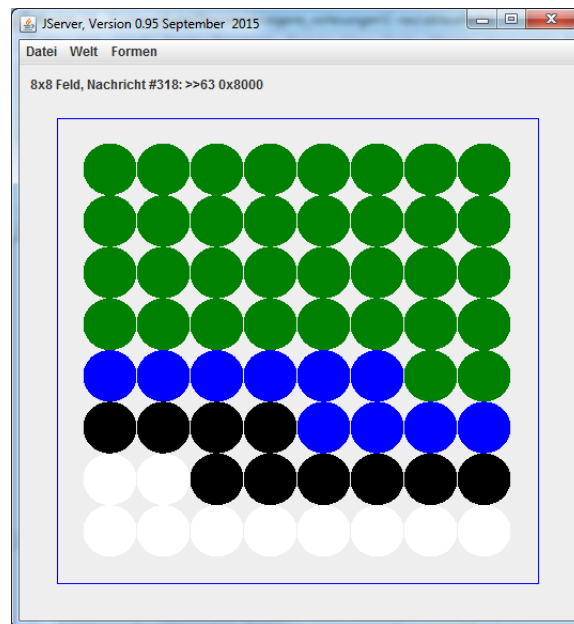 JServer, Version 0.95 September 2015
Datei Welt Formen
8x8 Feld, Nachricht #318: >>63 0x8000